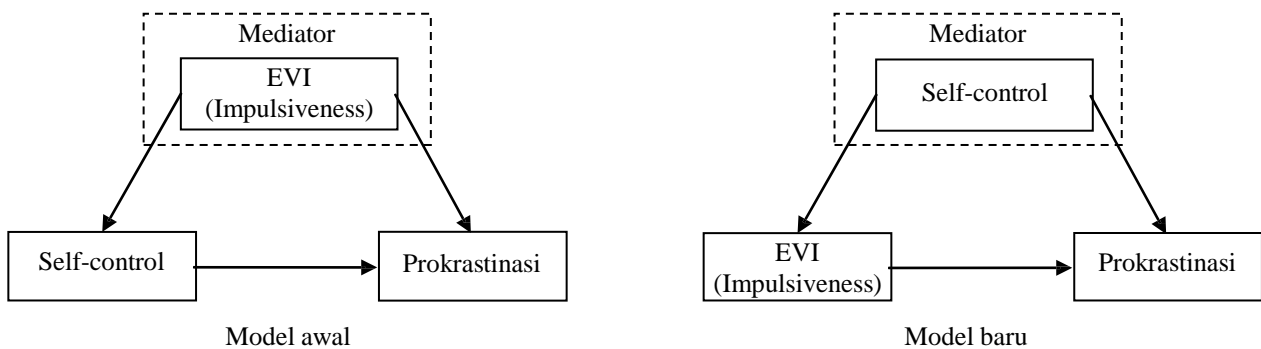 Mediator
EVI
(Impulsiveness)
Self-control
Prokrastinasi
Model awal
Mediator
Self-control
EVI
(Impulsiveness)
Prokrastinasi
Model baru